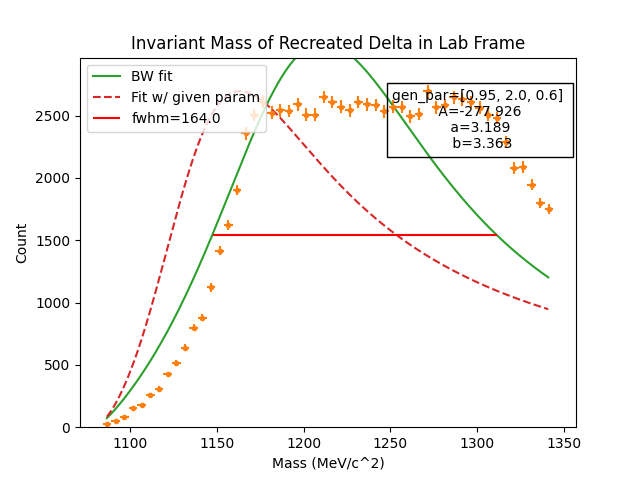 Invariant Mass of Recreated Delta in Lab Frame
BW fit
Fit w/ given param
fwhm=164.0
gen_par=[0.95, 2.0, 0.6]
A=-277.926
a=3.189
b=3.363
Count
2500
2000
1500
1000
500
0
1100
1150
1200
1250
1300
1350
Mass (MeV/c^2)